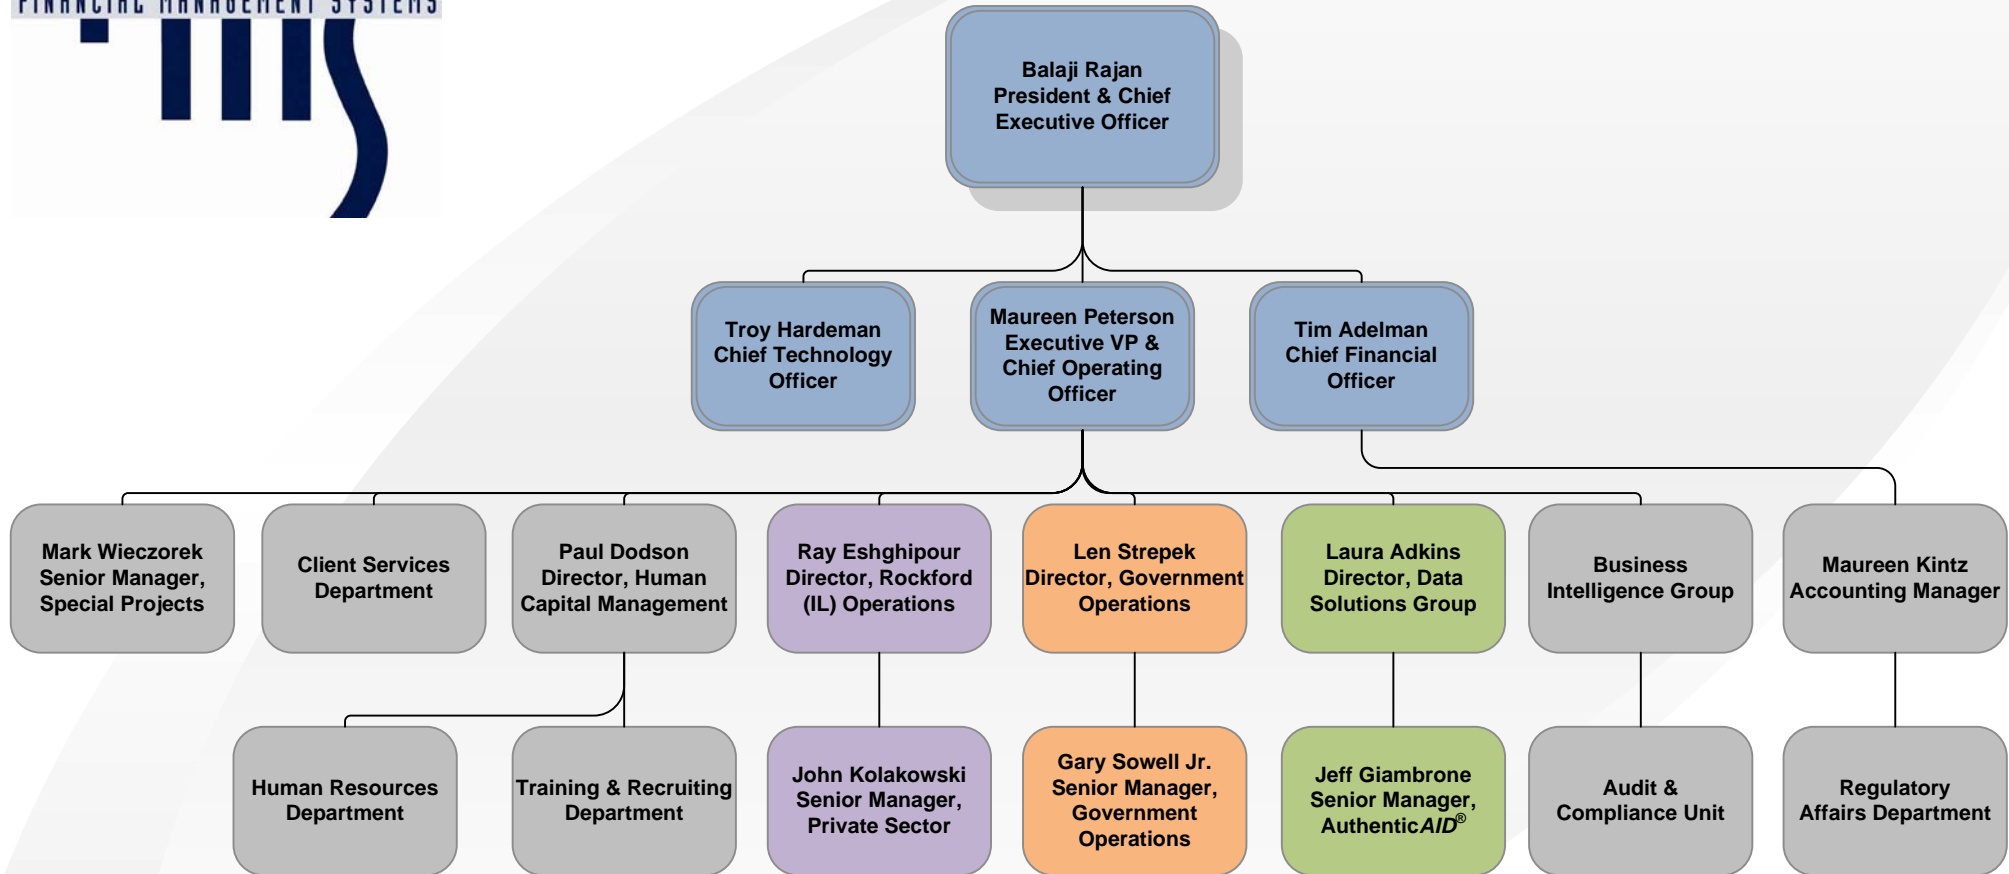 FINANCIAL MANAGEMENT SYSTEMS
fms
Balaji Rajan
President & Chief
Executive Officer
Troy Hardeman
Chief Technology
Officer
Maureen Peterson
Executive VP &
Chief Operating
Officer
Tim Adelman
Chief Financial
Officer
Mark Wieczorek
Senior Manager,
Special Projects
Client Services
Department
Paul Dodson
Director, Human
Capital Management
Ray Eshghipour
Director, Rockford
(IL) Operations
Len Strepek
Director, Government
Operations
Laura Adkins
Director, Data
Solutions Group
Business
Intelligence Group
Maureen Kintz
Accounting Manager
Human Resources
Department
Training & Recruiting
Department
John Kolakowski
Senior Manager,
Private Sector
Gary Sowell Jr.
Senior Manager,
Government
Operations
Jeff Giambrone
Senior Manager,
AuthenticAID®
Audit &
Compliance Unit
Regulatory
Affairs Department